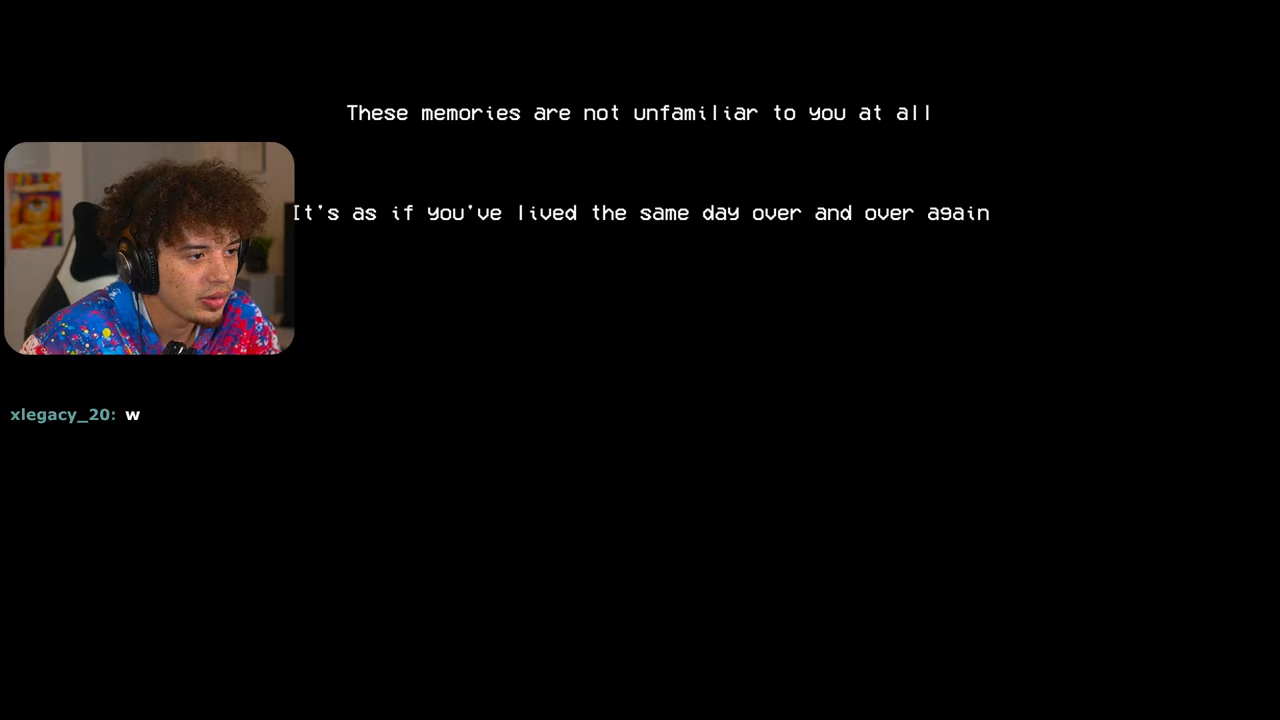 These memories are not unfamiliar to you at all
It's as if you've lived the same day over and over again
xlegacy_20: w